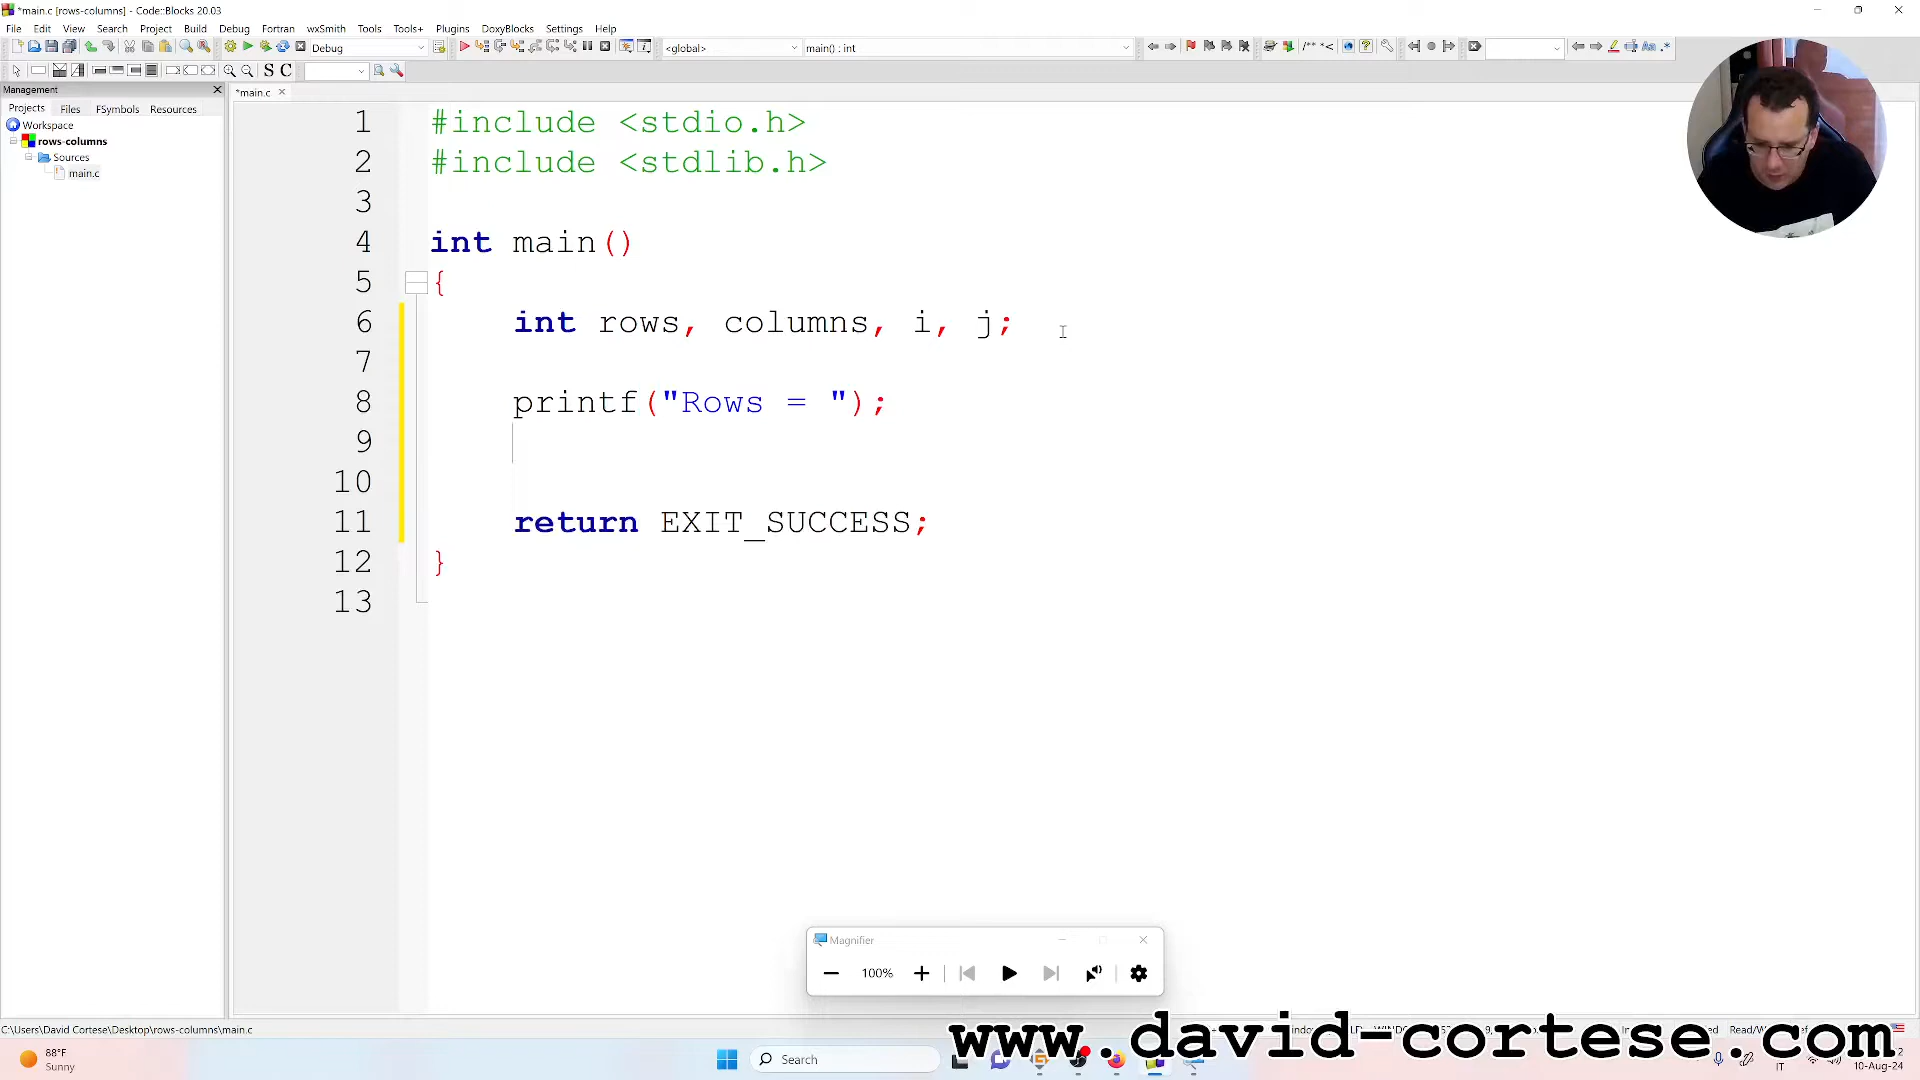 *main.c [rows-columns] - Code::Blocks 20.03
File Edit View Search Project Build Debug Fortran wxSmith Tools Tools+ Plugins DoxyBlocks Settings Help
Debug <global> main() : int
S C
Management
*main.c
Projects Files FSymbols Resources
Workspace
rows-columns
Sources
main.c
1 #include <stdio.h>
2 #include <stdlib.h>
3
4 int main()
5 {
6 int rows, columns, i, j;
7
8 printf("Rows = ");
9
10
11 return EXIT_SUCCESS;
12 }
13
Magnifier
100%
C:\Users\David Cortese\Desktop\rows-columns\main.c
www.david-cortese.com
88°F
Sunny
Search
IT
10-Aug-24